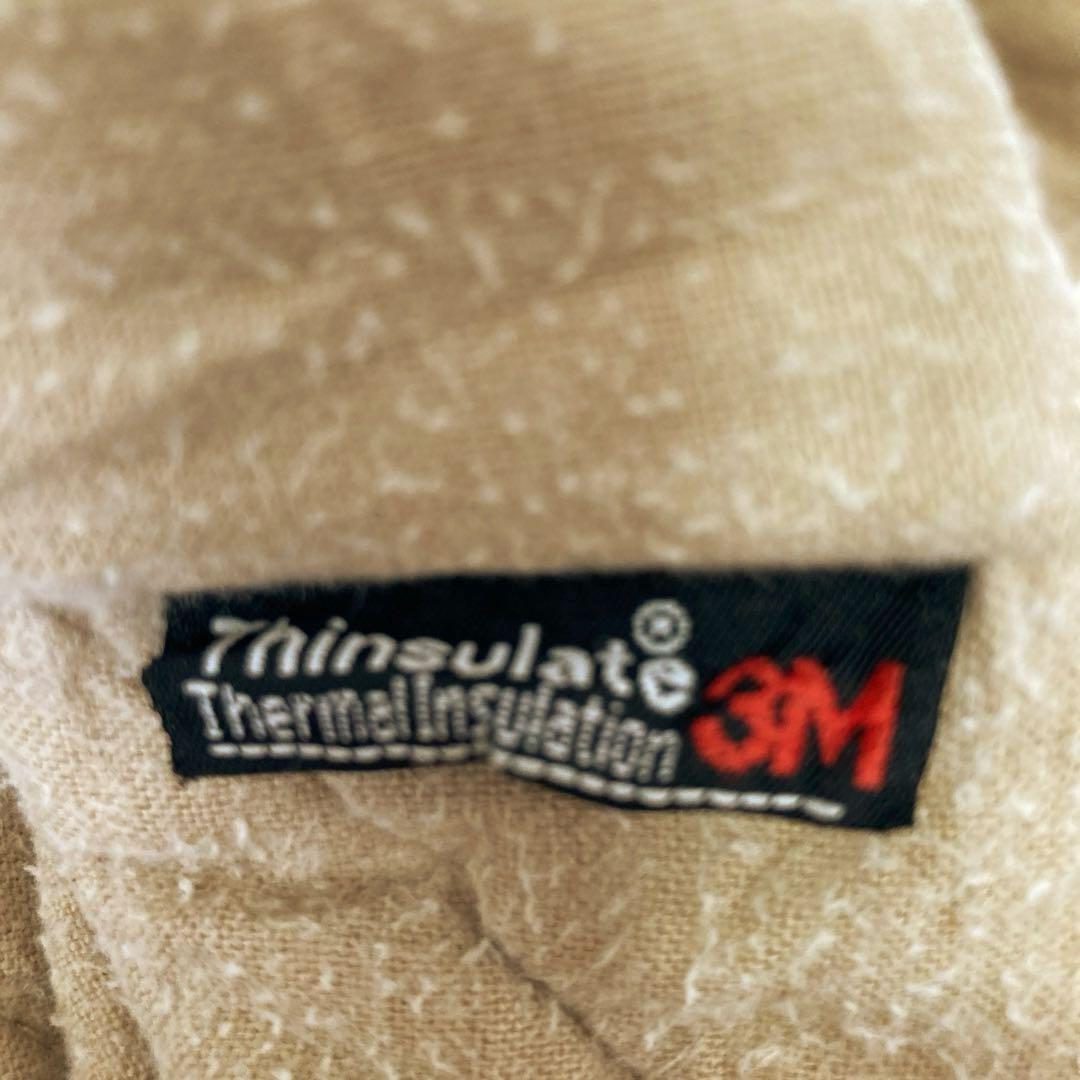 Thinsulate®
Thermal Insulation
3M